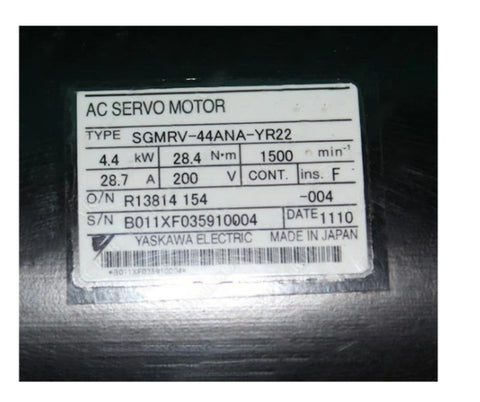 AC SERVO MOTOR
TYPE SGMRV-44ANA-YR22
4.4 kW 28.4 N·m 1500 min⁻¹
28.7 A 200 V CONT. ins. F
O/N R13814 154 -004
S/N B011XF035910004 DATE 1110
YASKAWA ELECTRIC MADE IN JAPAN
*B011XF035910004*